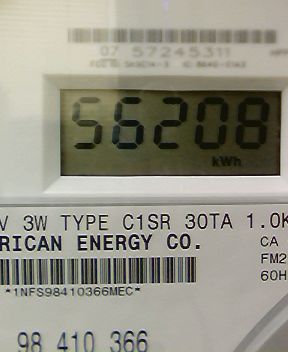 07 57245311
56208
kWh
V 3W TYPE C1SR 30TA 1.0K
RICAN ENERGY CO.
CA
FM2
60H
*1NFS98410366MEC*
98 410 366